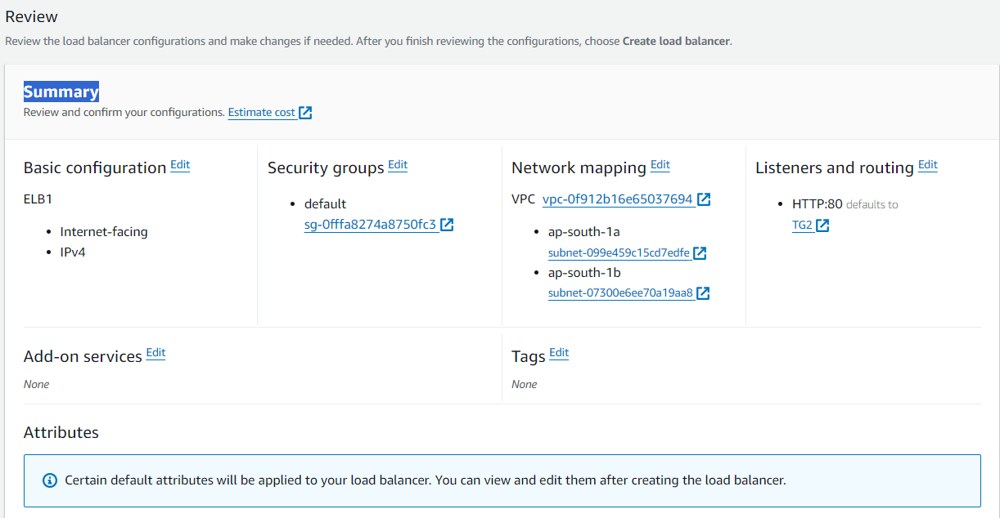 Review
Review the load balancer configurations and make changes if needed. After you finish reviewing the configurations, choose Create load balancer.
Summary
Review and confirm your configurations. Estimate cost
Basic configuration Edit
ELB1
• Internet-facing
• IPv4
Security groups Edit
• default
sg-0fffa8274a8750fc3
Network mapping Edit
VPC vpc-0f912b16e65037694
• ap-south-1a
subnet-099e459c15cd7edfe
• ap-south-1b
subnet-07300e6ee70a19aa8
Listeners and routing Edit
• HTTP:80 defaults to
TG2
Add-on services Edit
None
Tags Edit
None
Attributes
Certain default attributes will be applied to your load balancer. You can view and edit them after creating the load balancer.